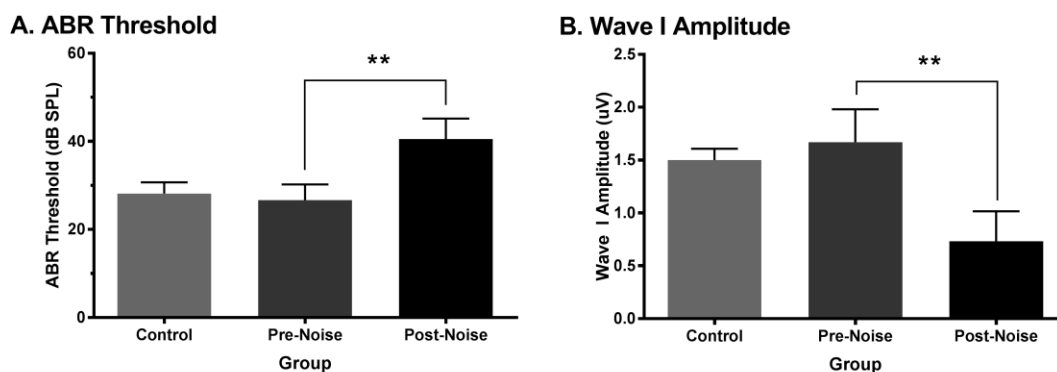 A. ABR Threshold
ABR Threshold (dB SPL)
60
40
20
0
**
Control
Pre-Noise
Post-Noise
Group
B. Wave I Amplitude
Wave I Amplitude (uV)
2.5
2.0
1.5
1.0
0.5
0.0
**
Control
Pre-Noise
Post-Noise
Group